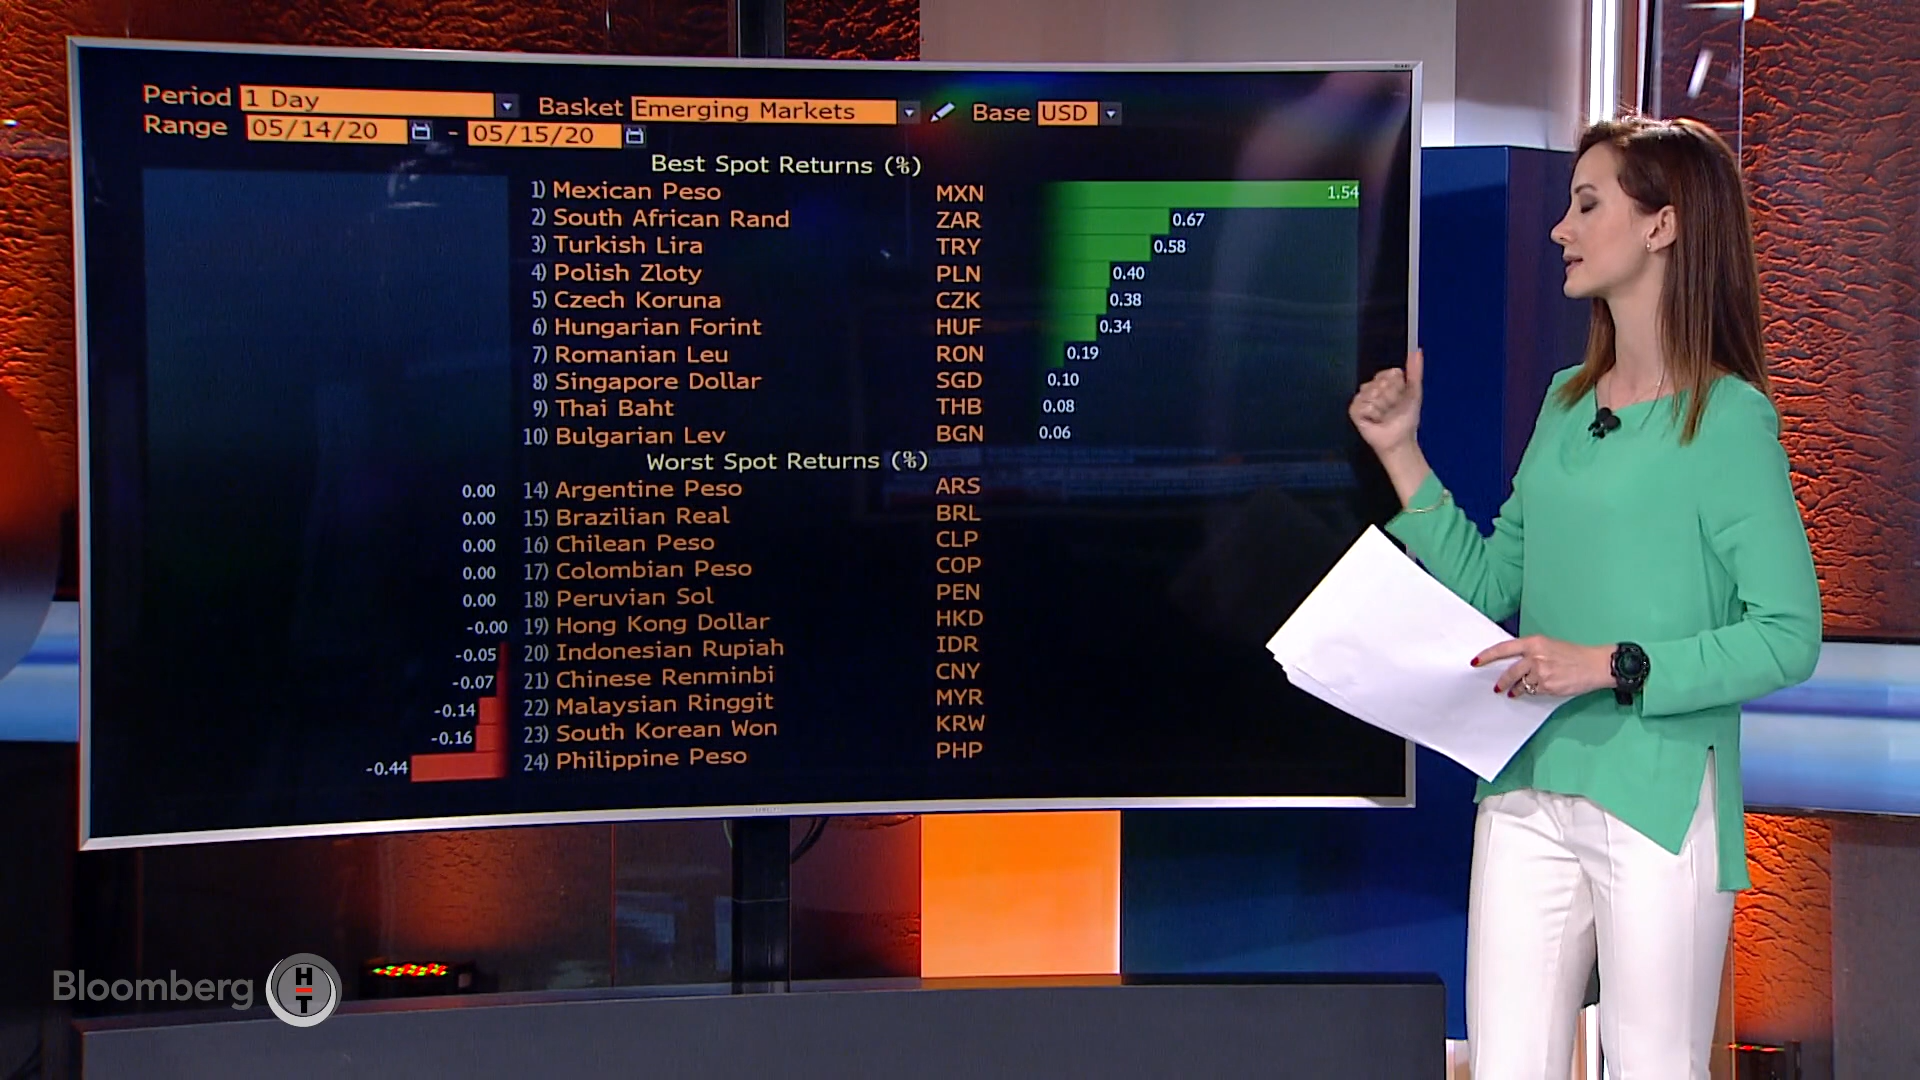 Period 1 Day Basket Emerging Markets Base USD
Range 05/14/20 - 05/15/20
Best Spot Returns (%)
1) Mexican Peso MXN 1.54
2) South African Rand ZAR 0.67
3) Turkish Lira TRY 0.58
4) Polish Zloty PLN 0.40
5) Czech Koruna CZK 0.38
6) Hungarian Forint HUF 0.34
7) Romanian Leu RON 0.19
8) Singapore Dollar SGD 0.10
9) Thai Baht THB 0.08
10) Bulgarian Lev BGN 0.06
Worst Spot Returns (%)
0.00 14) Argentine Peso ARS
0.00 15) Brazilian Real BRL
0.00 16) Chilean Peso CLP
0.00 17) Colombian Peso COP
0.00 18) Peruvian Sol PEN
-0.00 19) Hong Kong Dollar HKD
-0.05 20) Indonesian Rupiah IDR
-0.07 21) Chinese Renminbi CNY
-0.14 22) Malaysian Ringgit MYR
-0.16 23) South Korean Won KRW
-0.44 24) Philippine Peso PHP
Bloomberg HT